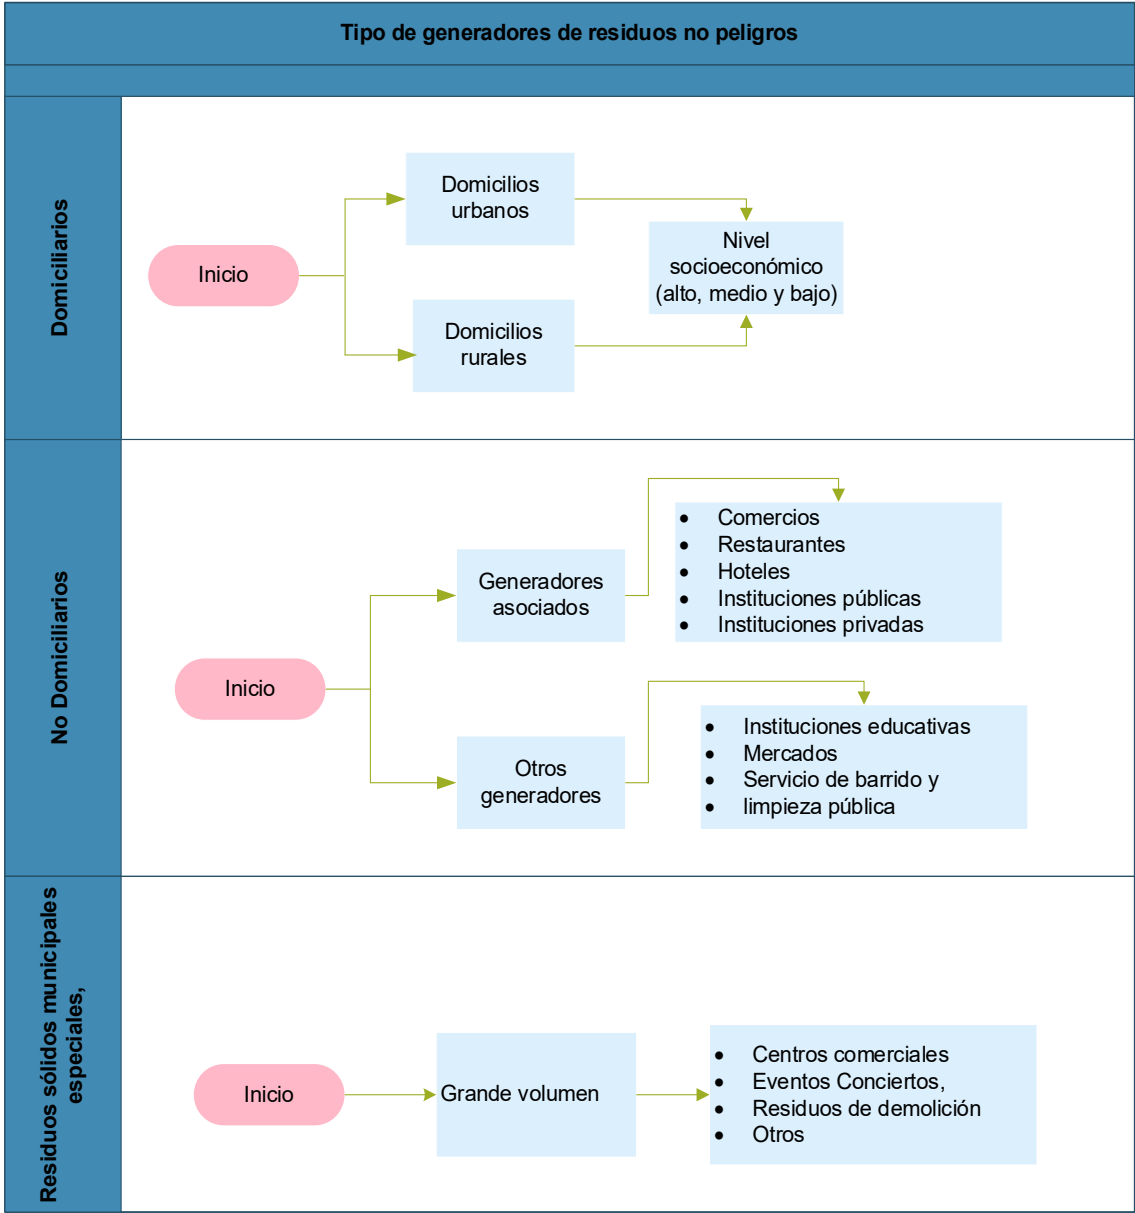 Tipo de generadores de residuos no peligros
Domiciliarios
Inicio
Domicilios
urbanos
Domicilios
rurales
Nivel
socioeconómico
(alto, medio y bajo)
No Domiciliarios
Inicio
Generadores
asociados
• Comercios
• Restaurantes
• Hoteles
• Instituciones públicas
• Instituciones privadas
Otros
generadores
• Instituciones educativas
• Mercados
• Servicio de barrido y
• limpieza pública
Residuos sólidos municipales
especiales,
Inicio
Grande volumen
• Centros comerciales
• Eventos Conciertos,
• Residuos de demolición
• Otros